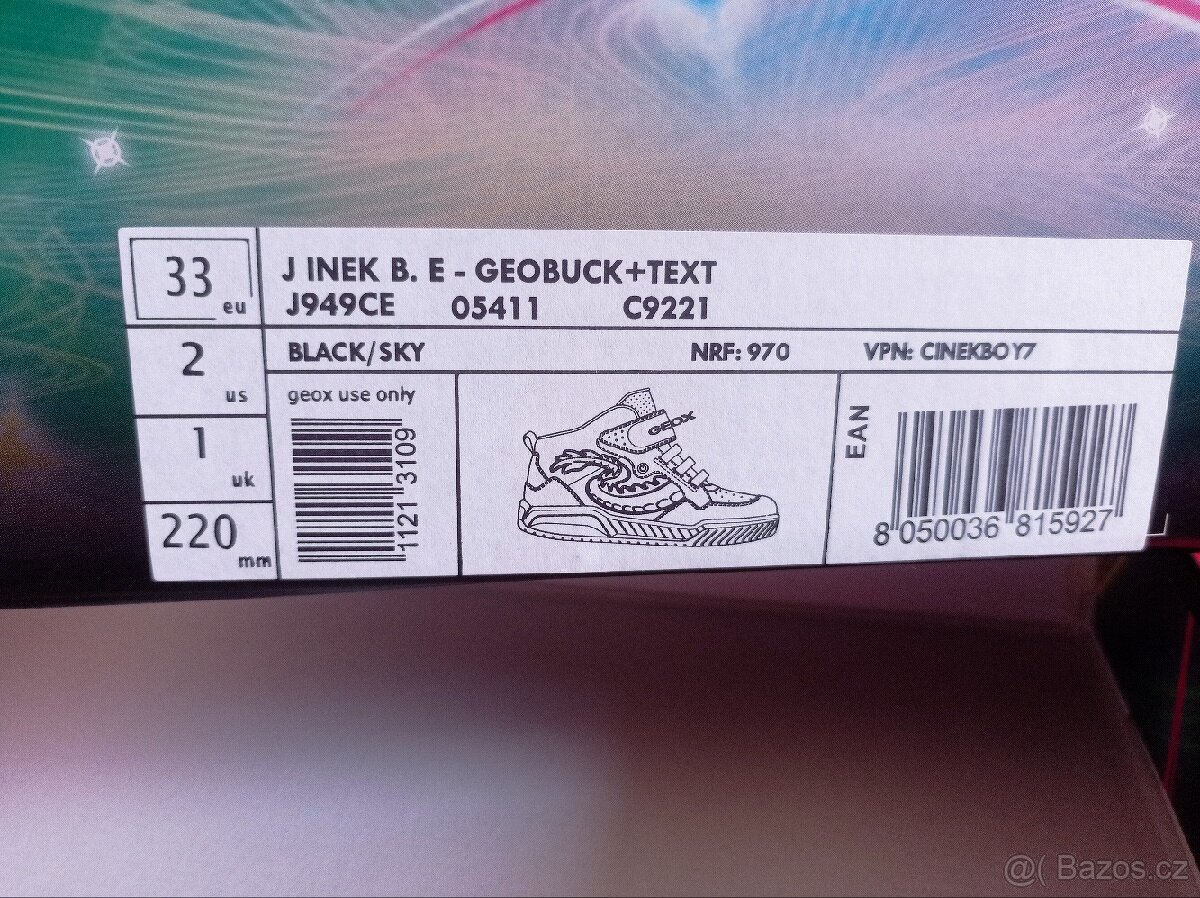 33 eu
2 us
1 uk
220 mm
J INEK B. E - GEOBUCK+TEXT
J949CE 05411 C9221
BLACK/SKY NRF: 970 VPN: CINEKBOY7
geox use only
1121 3109
GEOX
EAN
8 050036 815927
@( Bazos.cz